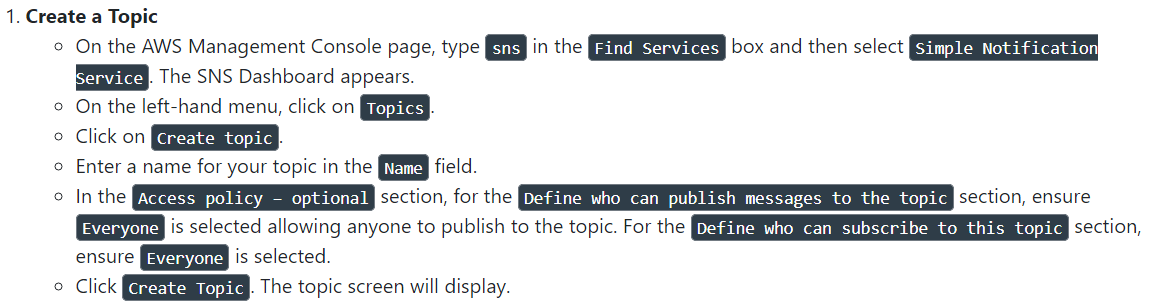 1. Create a Topic
On the AWS Management Console page, type sns in the Find Services box and then select Simple Notification
Service. The SNS Dashboard appears.
On the left-hand menu, click on Topics.
Click on Create topic.
Enter a name for your topic in the Name field.
In the Access policy – optional section, for the Define who can publish messages to the topic section, ensure
Everyone is selected allowing anyone to publish to the topic. For the Define who can subscribe to this topic section,
ensure Everyone is selected.
Click Create Topic. The topic screen will display.